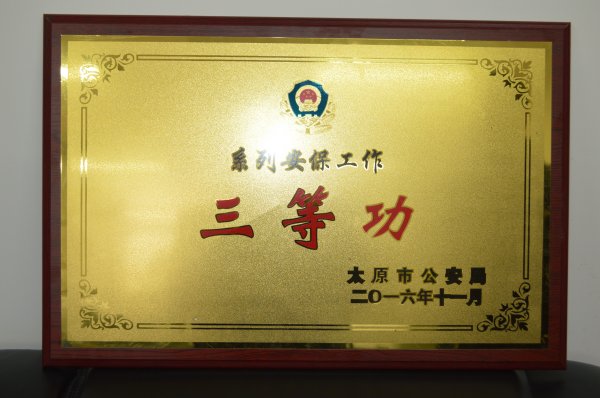 系列安保工作
三等功
太原市公安局
二〇一六年十一月